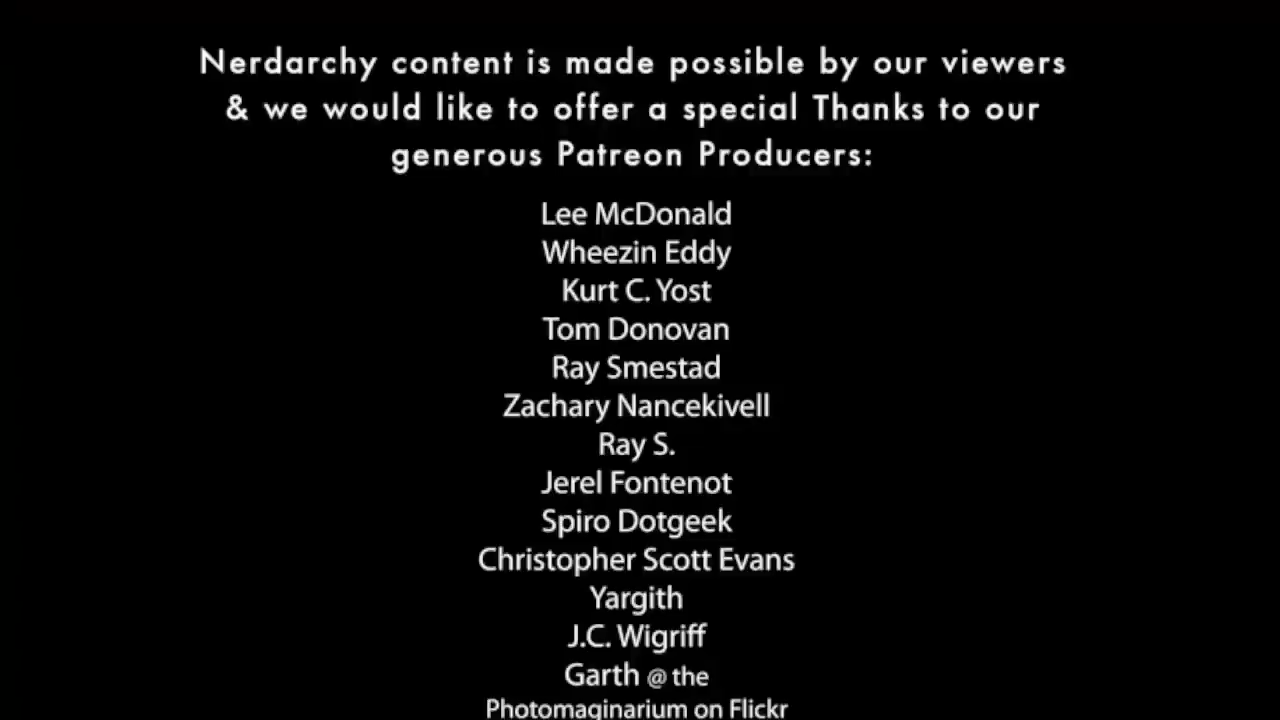 Nerdarchy content is made possible by our viewers
& we would like to offer a special Thanks to our
generous Patreon Producers:
Lee McDonald
Wheezin Eddy
Kurt C. Yost
Tom Donovan
Ray Smestad
Zachary Nancekivell
Ray S.
Jerel Fontenot
Spiro Dotgeek
Christopher Scott Evans
Yargith
J.C. Wigriff
Garth @ the
Photomaginarium on Flickr